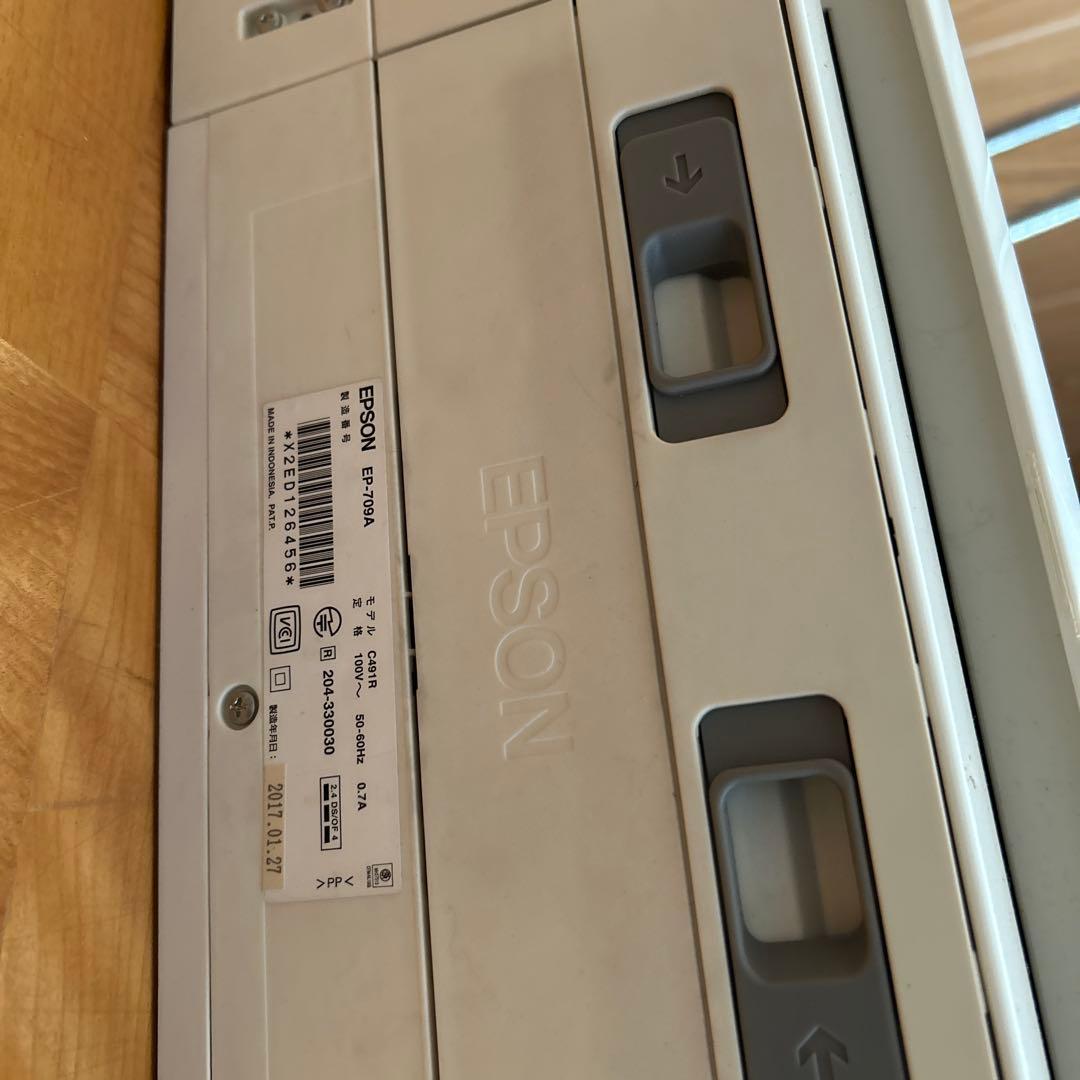 EPSON EP-709A
製造番号
*X2ED126456*
MADE IN INDONESIA. PAT.P.
モデル C491R
定格 100V～ 50-60Hz 0.7A
R 204-330030
2.4 DS/OF 4
VCI
製造年月日：2017.01.27
>PP<
EPSON